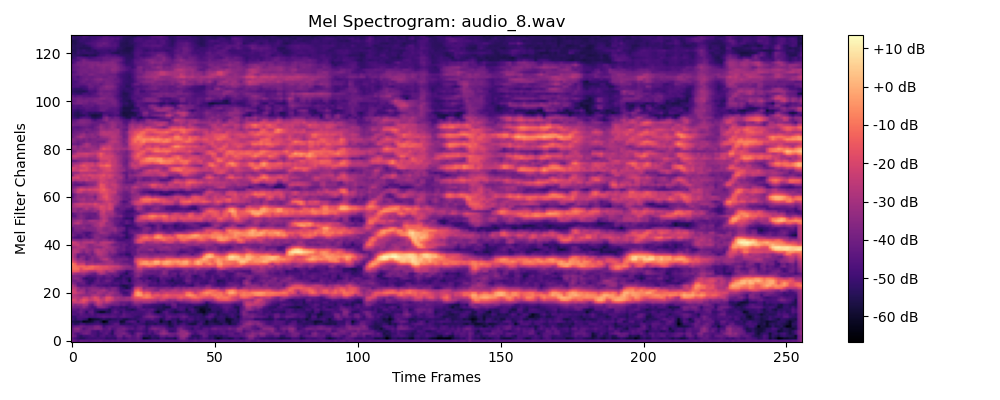 Mel Spectrogram: audio_8.wav
Mel Filter Channels
120
100
80
60
40
20
0
0
50
100
150
200
250
Time Frames
+10 dB
+0 dB
-10 dB
-20 dB
-30 dB
-40 dB
-50 dB
-60 dB